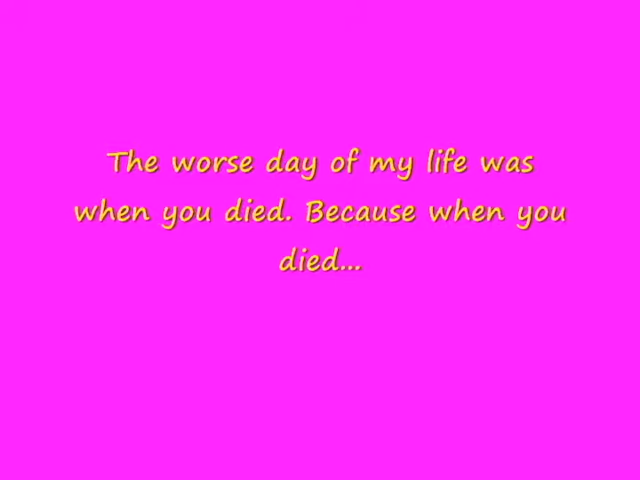 The worse day of my life was
when you died. Because when you
died...